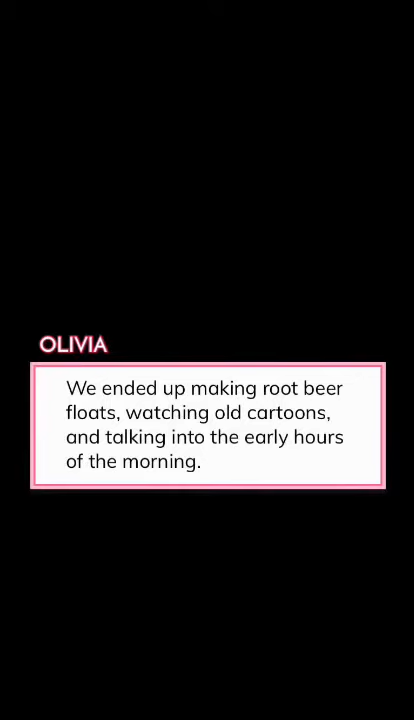 OLIVIA
We ended up making root beer
floats, watching old cartoons,
and talking into the early hours
of the morning.